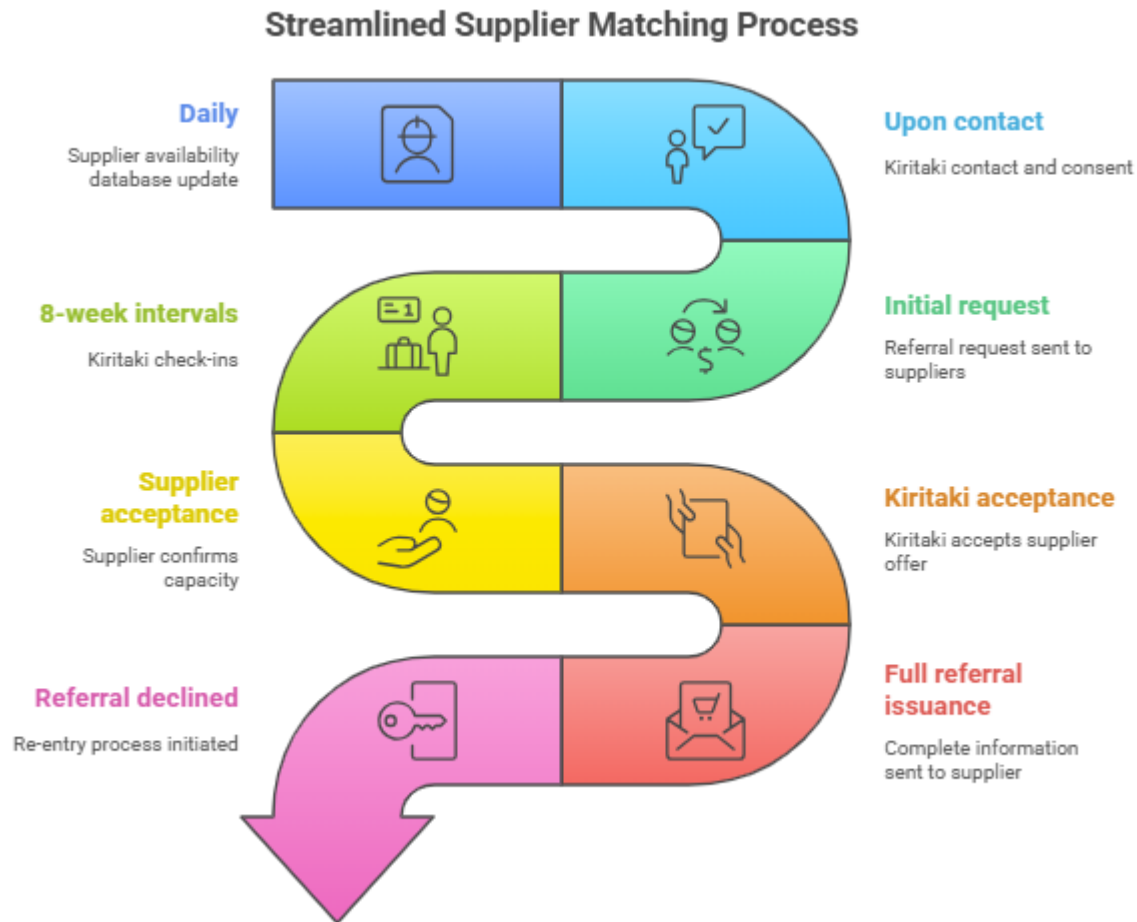 Streamlined Supplier Matching Process
Daily
Supplier availability
database update
Upon contact
Kiritaki contact and consent
Initial request
Referral request sent to
suppliers
8-week intervals
Kiritaki check-ins
1
$
Supplier
acceptance
Supplier confirms
capacity
Kiritaki acceptance
Kiritaki accepts supplier
offer
Full referral
issuance
Complete information
sent to supplier
Referral declined
Re-entry process initiated